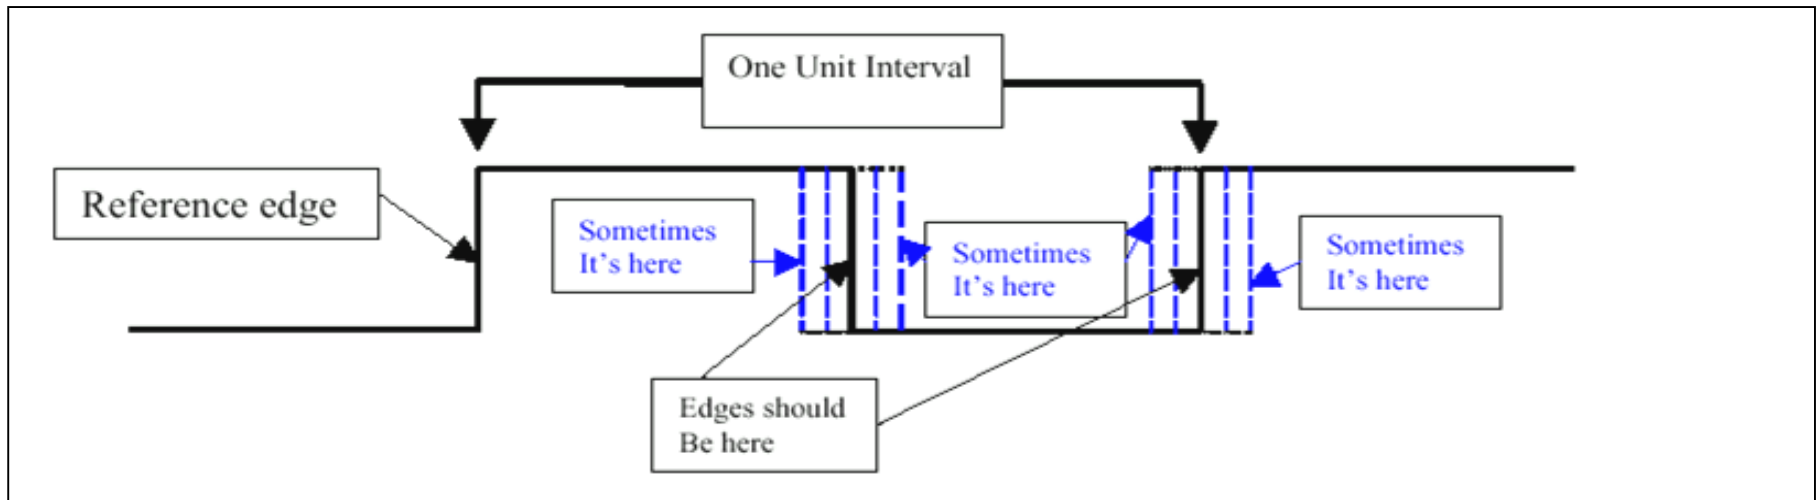 One Unit Interval
Reference edge
Sometimes
It's here
Sometimes
It's here
Sometimes
It's here
Edges should
Be here